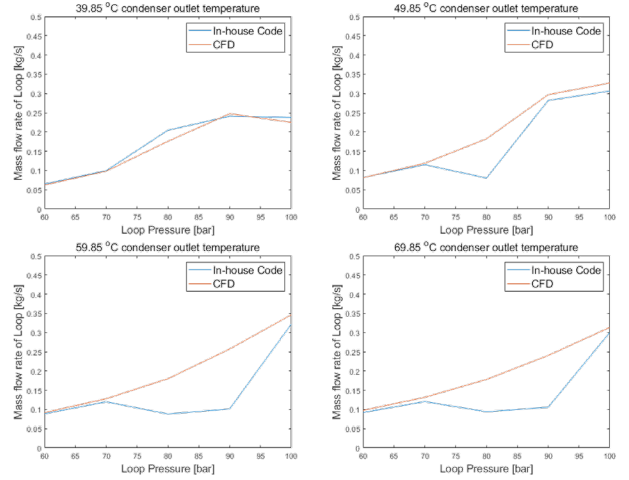 39.85 °C condenser outlet temperature
0.5
0.45
0.4
0.35
0.3
0.25
0.2
0.15
0.1
0.05
0
Mass flow rate of Loop [kg/s]
In-house Code
CFD
60 65 70 75 80 85 90 95 100
Loop Pressure [bar]
49.85 °C condenser outlet temperature
0.5
0.45
0.4
0.35
0.3
0.25
0.2
0.15
0.1
0.05
0
Mass flow rate of Loop [kg/s]
In-house Code
CFD
60 65 70 75 80 85 90 95 100
Loop Pressure [bar]
59.85 °C condenser outlet temperature
0.5
0.45
0.4
0.35
0.3
0.25
0.2
0.15
0.1
0.05
0
Mass flow rate of Loop [kg/s]
In-house Code
CFD
60 65 70 75 80 85 90 95 100
Loop Pressure [bar]
69.85 °C condenser outlet temperature
0.5
0.45
0.4
0.35
0.3
0.25
0.2
0.15
0.1
0.05
0
Mass flow rate of Loop [kg/s]
In-house Code
CFD
60 65 70 75 80 85 90 95 100
Loop Pressure [bar]